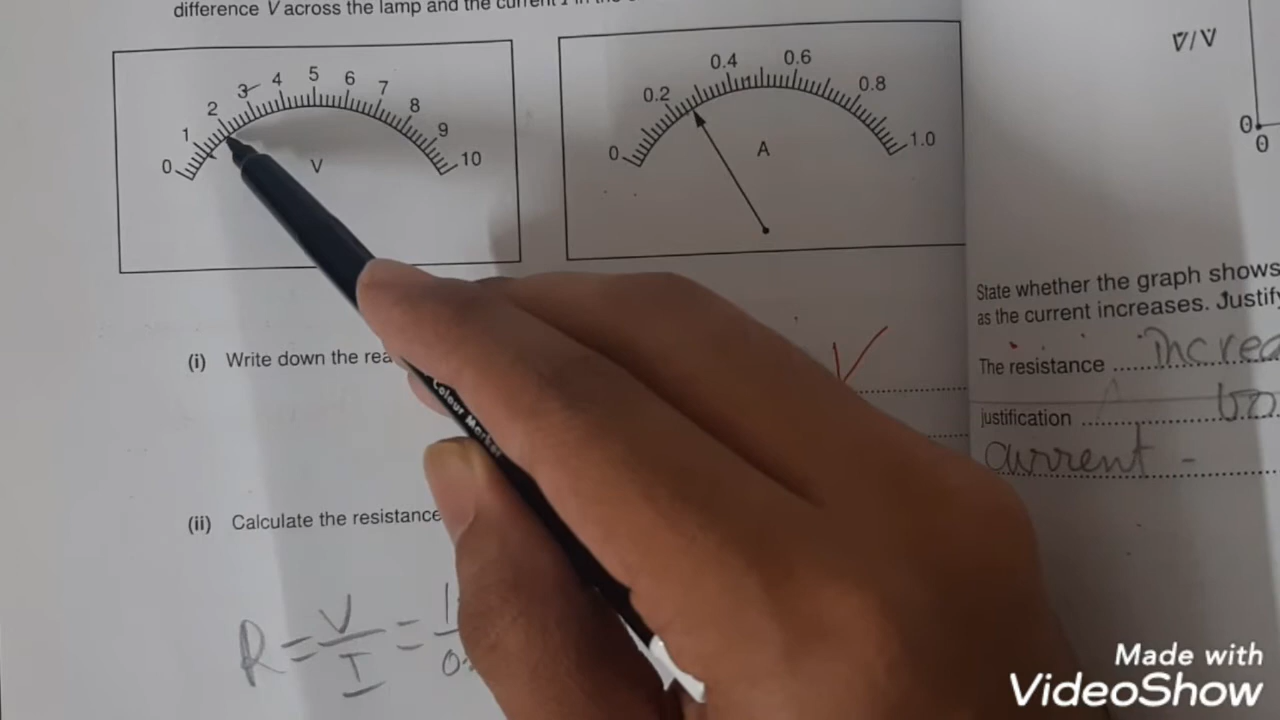 difference V across the lamp and the current I in the
0 1 2 3 4 5 6 7 8 9 10
V
0 0.2 0.4 0.6 0.8 1.0
A
V/V
0
0
(i) Write down the rea
(ii) Calculate the resistance
R = V/I = 1
0.
State whether the graph shows
as the current increases. Justify
The resistance increa
justification
current -
Colour Marker
Made with
VideoShow